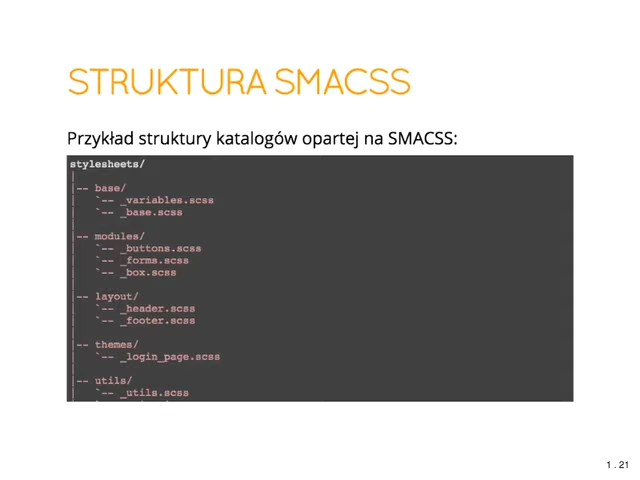 STRUKTURA SMACSS
Przykład struktury katalogów opartej na SMACSS:
stylesheets/
|
|-- base/
|   `-- _variables.scss
|   `-- _base.scss
|
|-- modules/
|   `-- _buttons.scss
|   `-- _forms.scss
|   `-- _box.scss
|
|-- layout/
|   `-- _header.scss
|   `-- _footer.scss
|
|-- themes/
|   `-- _login_page.scss
|
|-- utils/
|   `-- _utils.scss
1 . 21